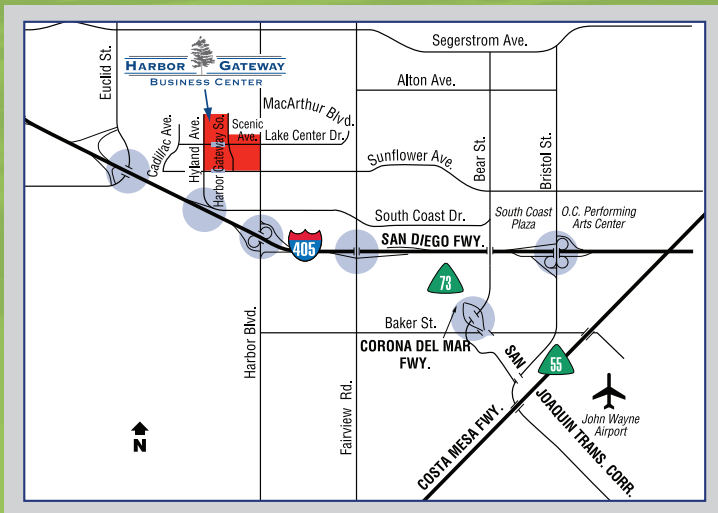 Segerstrom Ave.
Euclid St.
HARBOR GATEWAY
BUSINESS CENTER
Alton Ave.
MacArthur Blvd.
Cadillac Ave.
Hyland Ave.
Harbor Gateway So.
Scenic
Ave.
Lake Center Dr.
Sunflower Ave.
Bear St.
Bristol St.
South Coast Dr.
South Coast
Plaza
O.C. Performing
Arts Center
405
SAN DIEGO FWY.
73
Harbor Blvd.
Baker St.
CORONA DEL MAR
FWY.
Fairview Rd.
SAN
JOAQUIN TRANS. CORR.
55
COSTA MESA FWY.
John Wayne
Airport
N